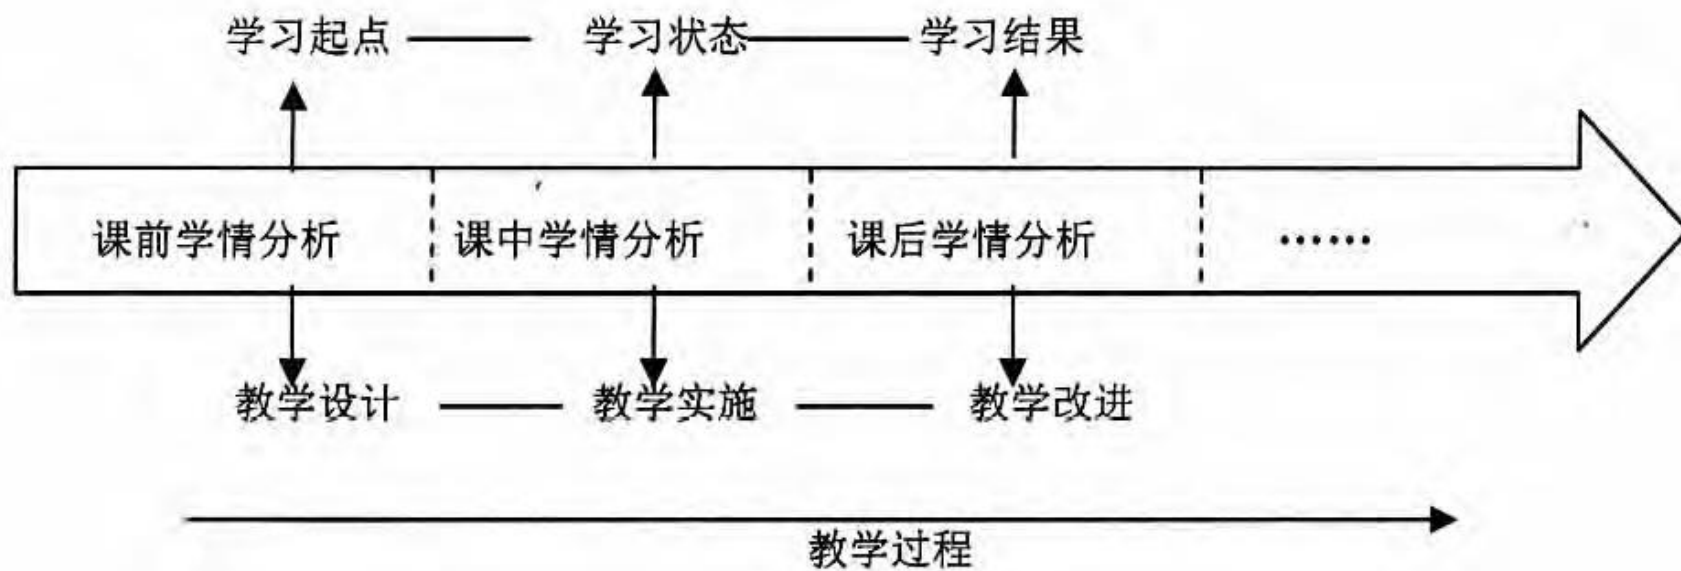 学习起点 学习状态 学习结果
课前学情分析 课中学情分析 课后学情分析 ……
教学设计 教学实施 教学改进
教学过程